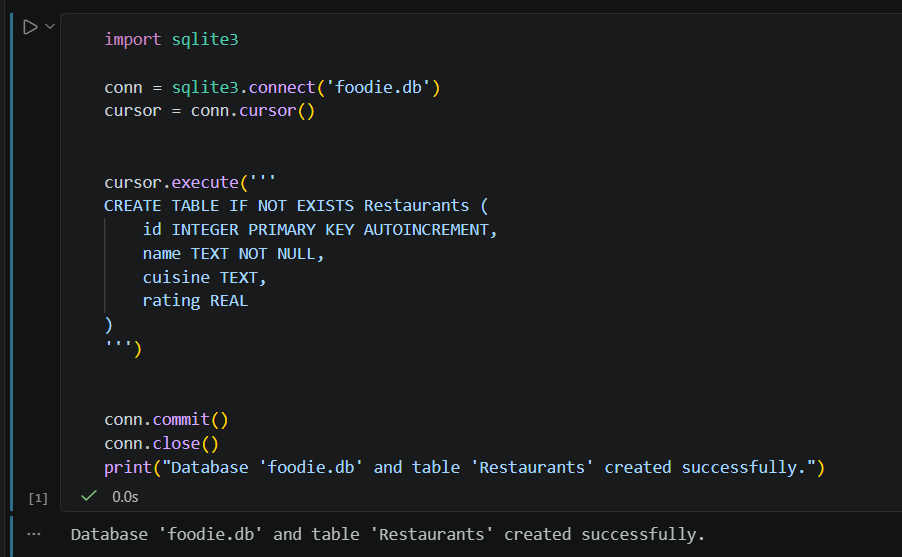 import sqlite3
conn = sqlite3.connect('foodie.db')
cursor = conn.cursor()
cursor.execute('''
CREATE TABLE IF NOT EXISTS Restaurants (
    id INTEGER PRIMARY KEY AUTOINCREMENT,
    name TEXT NOT NULL,
    cuisine TEXT,
    rating REAL
)
''')
conn.commit()
conn.close()
print("Database 'foodie.db' and table 'Restaurants' created successfully.")
[1] 0.0s
Database 'foodie.db' and table 'Restaurants' created successfully.